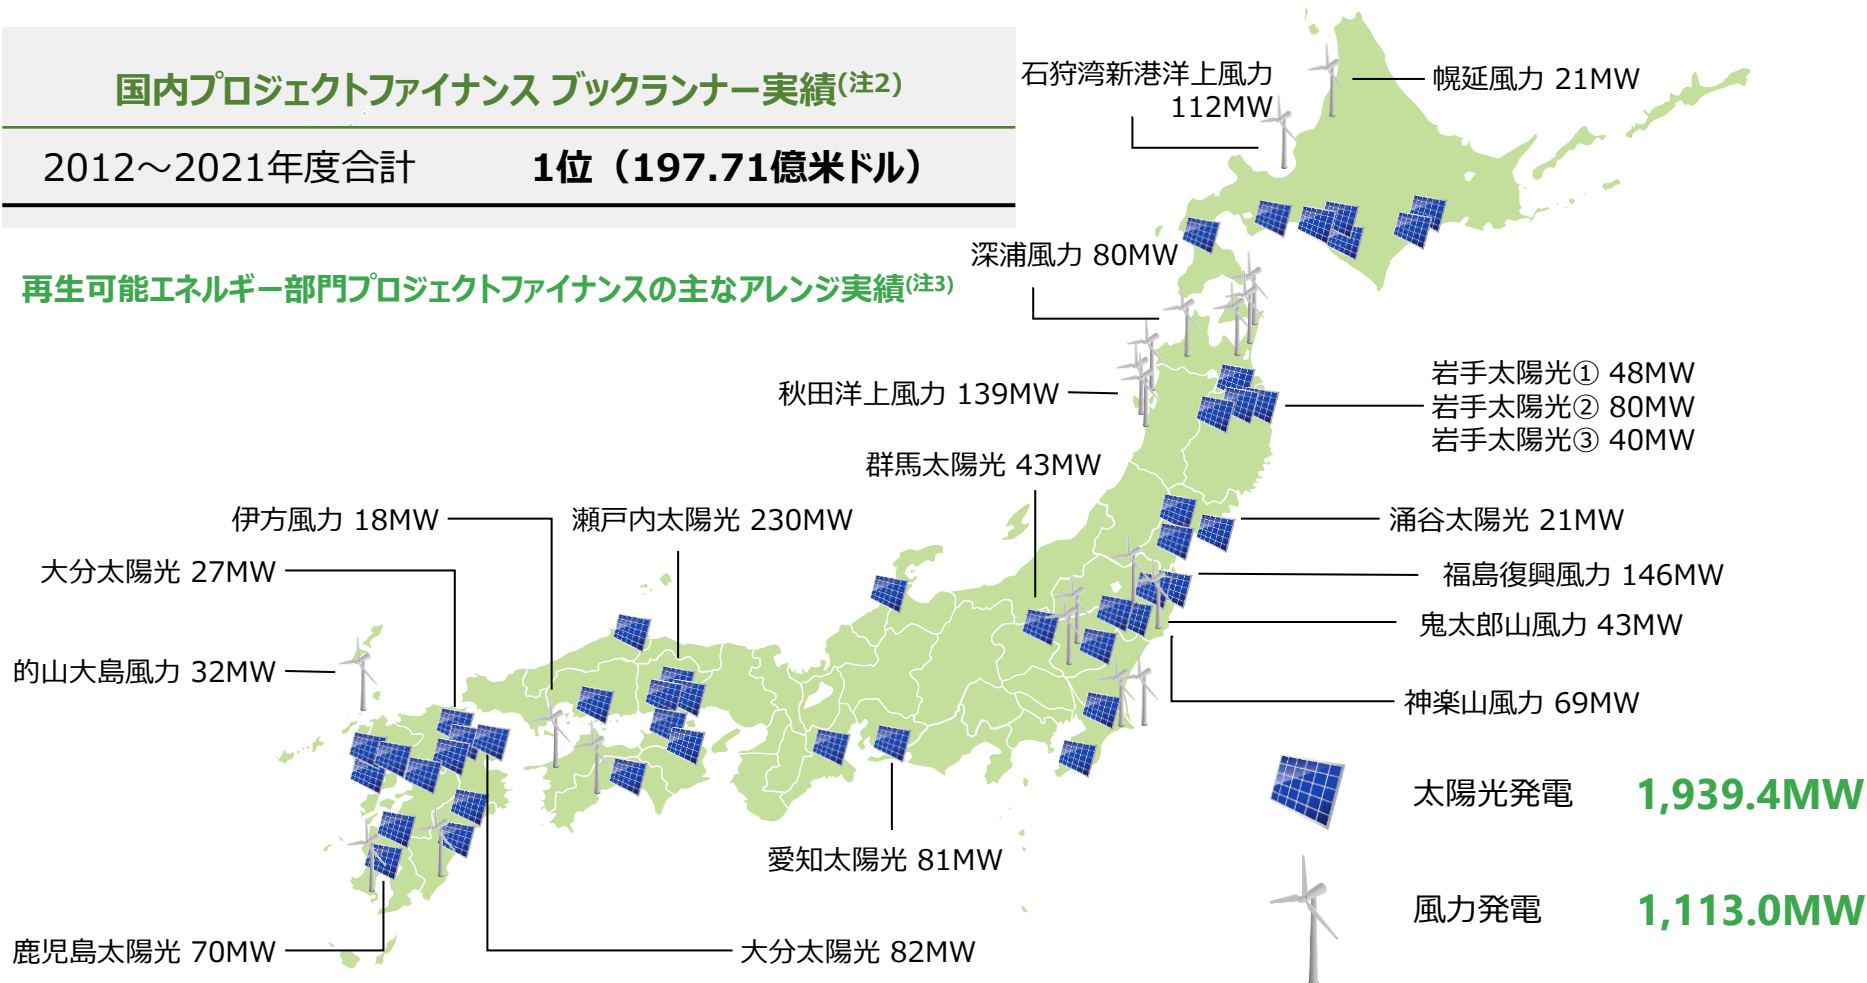 国内プロジェクトファイナンス ブックランナー実績(注2)
2012～2021年度合計 1位（197.71億米ドル）
再生可能エネルギー部門プロジェクトファイナンスの主なアレンジ実績(注3)
石狩湾新港洋上風力
112MW
幌延風力 21MW
深浦風力 80MW
秋田洋上風力 139MW
岩手太陽光① 48MW
岩手太陽光② 80MW
岩手太陽光③ 40MW
群馬太陽光 43MW
伊方風力 18MW
瀬戸内太陽光 230MW
涌谷太陽光 21MW
大分太陽光 27MW
福島復興風力 146MW
鬼太郎山風力 43MW
的山大島風力 32MW
神楽山風力 69MW
太陽光発電 1,939.4MW
愛知太陽光 81MW
風力発電 1,113.0MW
鹿児島太陽光 70MW
大分太陽光 82MW